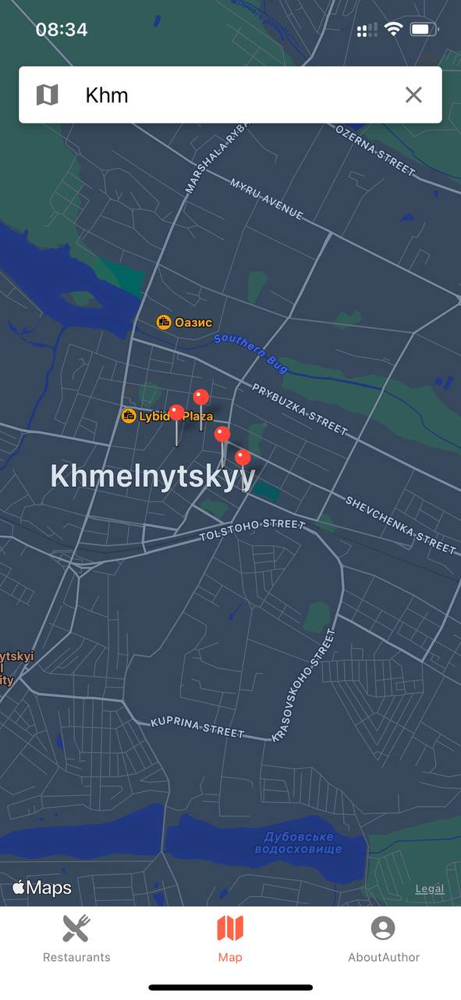 08:34
Khm
MARSHALA RYBA
OZERNA STREET
MYRU AVENUE
Оазис
Southern Bug
PRYBUZKA STREET
Lybid Plaza
Khmelnytskyy
SHEVCHENKA STREET
TOLSTOHO STREET
ytskyi
l
ity
KRASOVSKOHO STREET
KUPRINA STREET
Дубовське
водосховище
Maps
Legal
Restaurants
Map
AboutAuthor